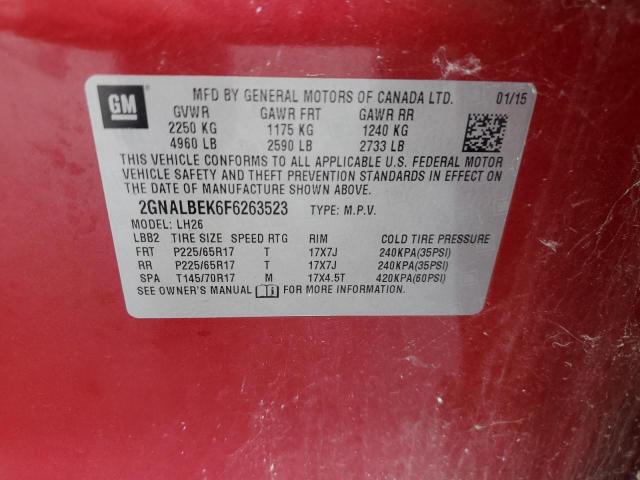 GM
MFD BY GENERAL MOTORS OF CANADA LTD. 01/15
GVWR GAWR FRT GAWR RR
2250 KG 1175 KG 1240 KG
4960 LB 2590 LB 2733 LB
THIS VEHICLE CONFORMS TO ALL APPLICABLE U.S. FEDERAL MOTOR
VEHICLE SAFETY AND THEFT PREVENTION STANDARDS IN EFFECT ON
THE DATE OF MANUFACTURE SHOWN ABOVE.
2GNALBEK6F6263523 TYPE: M.P.V.
MODEL: LH26
LBB2 TIRE SIZE SPEED RTG RIM COLD TIRE PRESSURE
FRT P225/65R17 T 17X7J 240KPA(35PSI)
RR P225/65R17 T 17X7J 240KPA(35PSI)
SPA T145/70R17 M 17X4.5T 420KPA(60PSI)
SEE OWNER'S MANUAL FOR MORE INFORMATION.